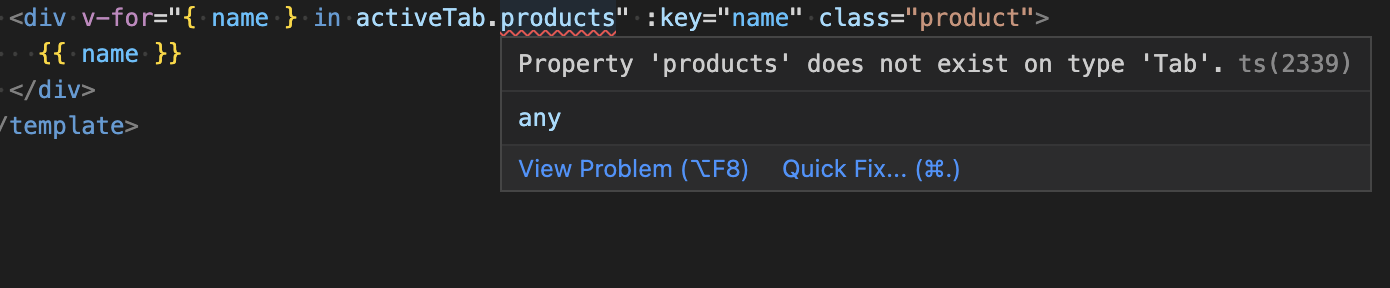 <div v-for="{ name } in activeTab.products" :key="name" class="product">
{{ name }}
</div>
/template>
Property 'products' does not exist on type 'Tab'. ts(2339)
any
View Problem (⌥F8) Quick Fix... (⌘.)